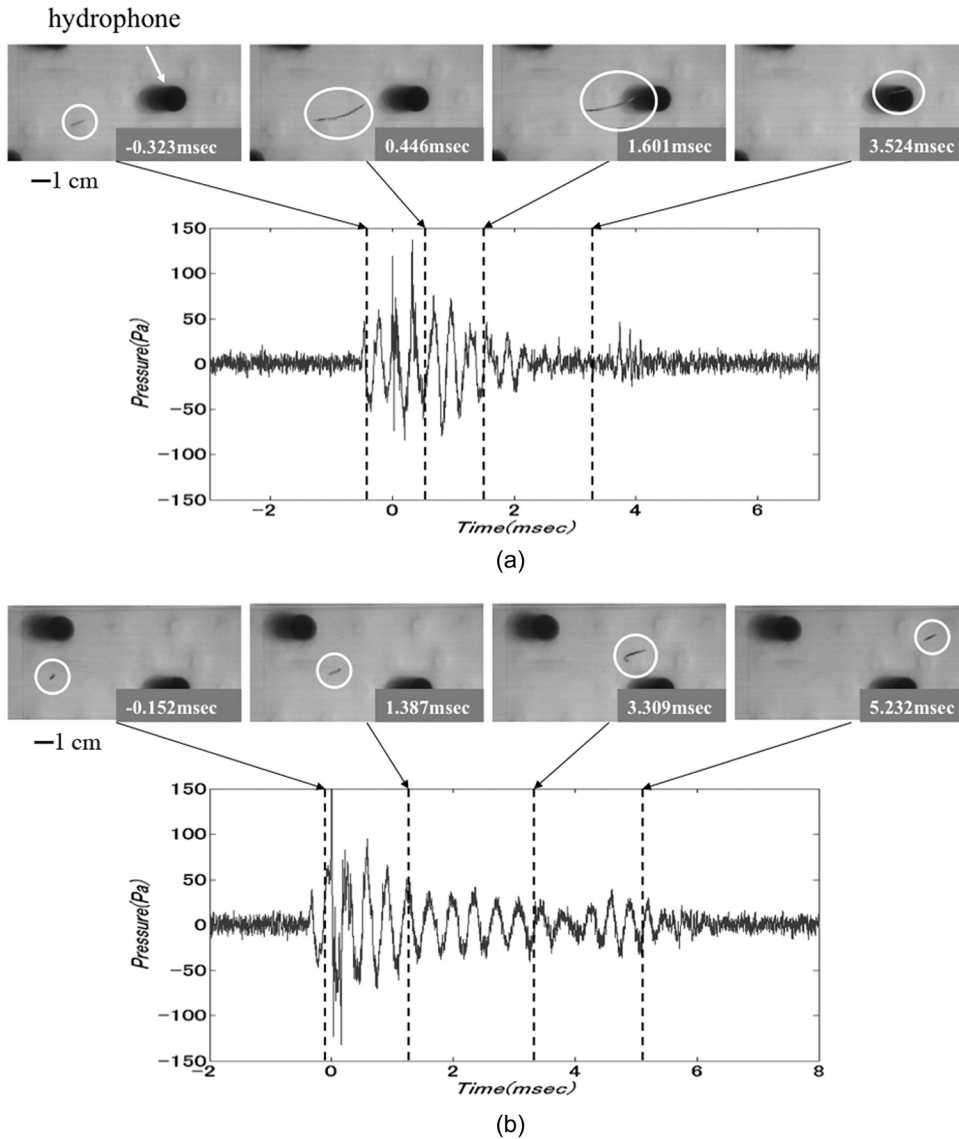 hydrophone
-0.323msec 0.446msec 1.601msec 3.524msec
1 cm
150
100
50
0
−50
−100
−150
Pressure(Pa)
−2 0 2 4 6
Time(msec)
(a)
-0.152msec 1.387msec 3.309msec 5.232msec
1 cm
150
100
50
0
−50
−100
−150
Pressure(Pa)
−2 0 2 4 6 8
Time(msec)
(b)